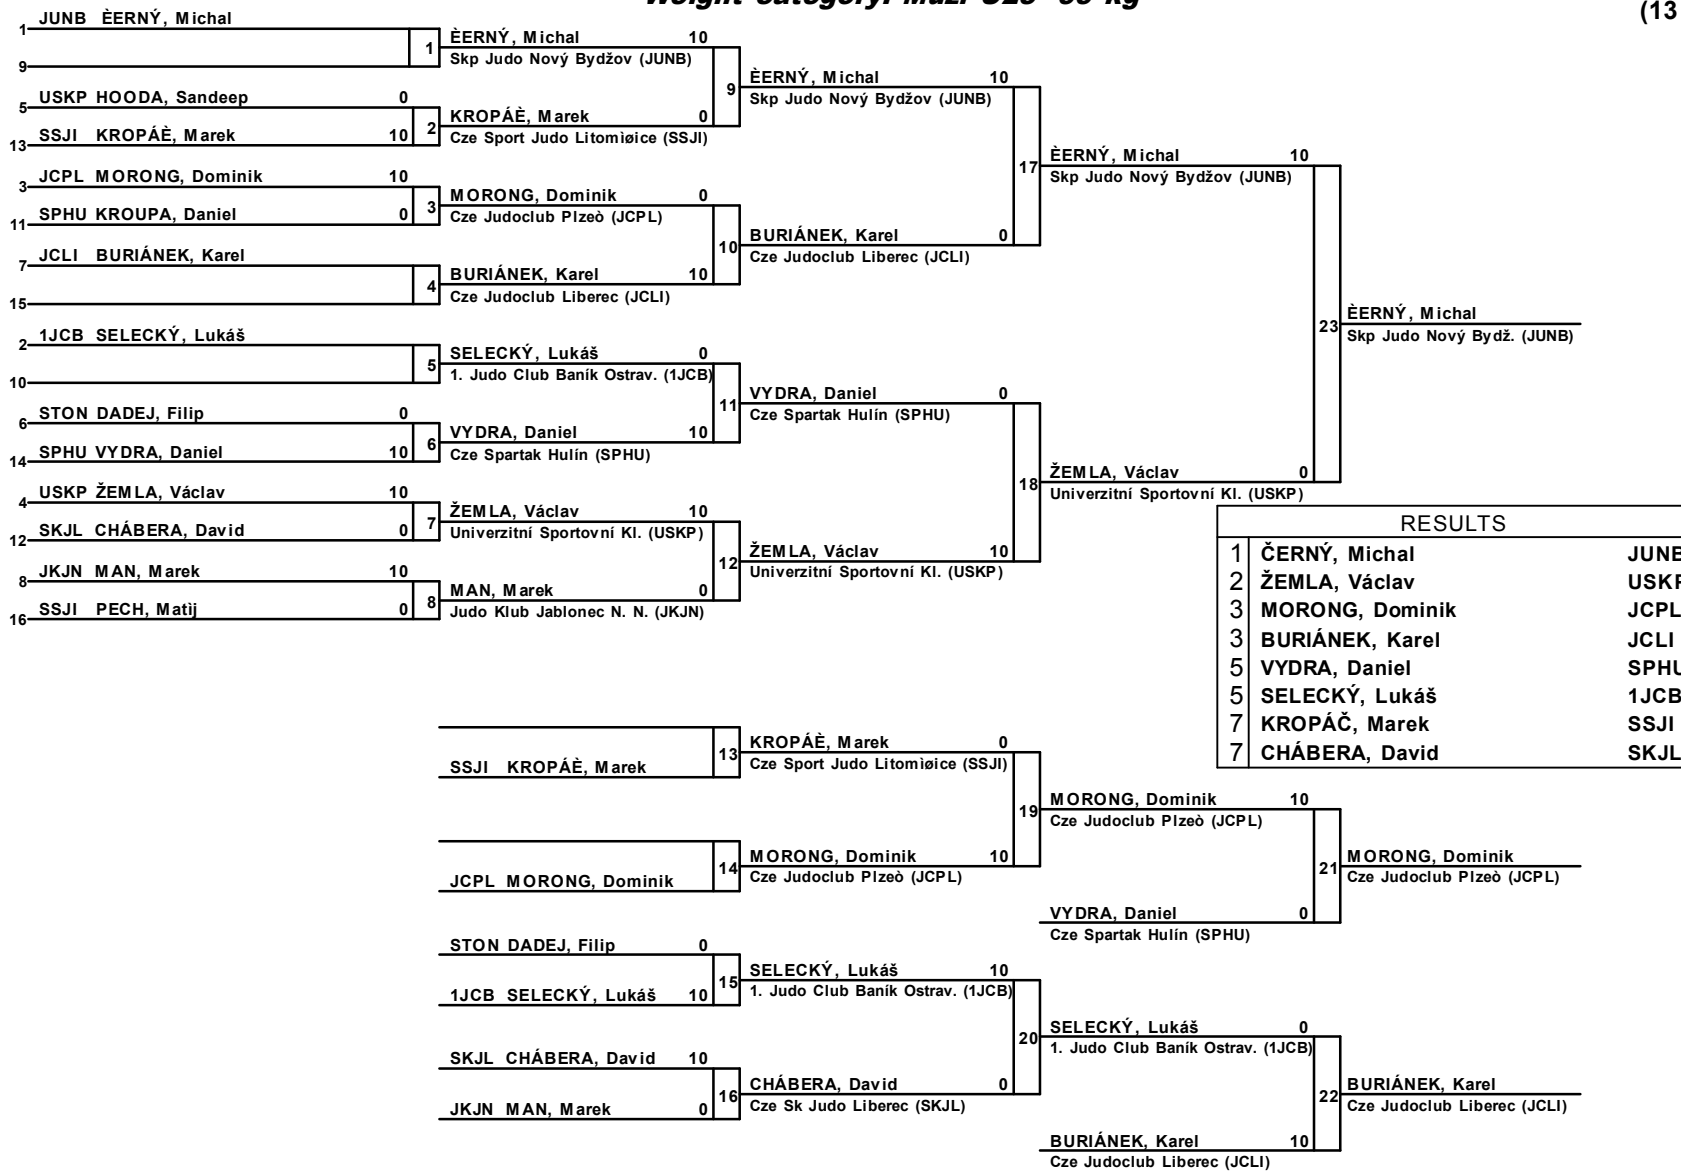 (13
1 JUNB ÈERNÝ, Michal
9
1
5 USKP HOODA, Sandeep 0
13 SSJI KROPÁÈ, Marek 10
2
3 JCPL MORONG, Dominik 10
11 SPHU KROUPA, Daniel 0
3
7 JCLI BURIÁNEK, Karel
15
4
2 1JCB SELECKÝ, Lukáš
10
5
6 STON DADEJ, Filip 0
14 SPHU VYDRA, Daniel 10
6
4 USKP ŽEMLA, Václav 10
12 SKJL CHÁBERA, David 0
7
8 JKJN MAN, Marek 10
16 SSJI PECH, Matìj 0
8
ÈERNÝ, Michal 10
Skp Judo Nový Bydžov (JUNB)
9
KROPÁÈ, Marek 0
Cze Sport Judo Litomìøice (SSJI)
MORONG, Dominik 0
Cze Judoclub Plzeò (JCPL)
10
BURIÁNEK, Karel 10
Cze Judoclub Liberec (JCLI)
SELECKÝ, Lukáš 0
1. Judo Club Baník Ostrav. (1JCB)
11
VYDRA, Daniel 10
Cze Spartak Hulín (SPHU)
ŽEMLA, Václav 10
Univerzitní Sportovní Kl. (USKP)
12
MAN, Marek 0
Judo Klub Jablonec N. N. (JKJN)
ÈERNÝ, Michal 10
Skp Judo Nový Bydžov (JUNB)
17
BURIÁNEK, Karel 0
Cze Judoclub Liberec (JCLI)
VYDRA, Daniel 0
Cze Spartak Hulín (SPHU)
18
ŽEMLA, Václav 10
Univerzitní Sportovní Kl. (USKP)
ÈERNÝ, Michal 10
Skp Judo Nový Bydžov (JUNB)
23
ŽEMLA, Václav 0
Univerzitní Sportovní Kl. (USKP)
ÈERNÝ, Michal
Skp Judo Nový Bydž. (JUNB)
RESULTS
1 ČERNÝ, Michal JUNB
2 ŽEMLA, Václav USKP
3 MORONG, Dominik JCPL
3 BURIÁNEK, Karel JCLI
5 VYDRA, Daniel SPHU
5 SELECKÝ, Lukáš 1JCB
7 KROPÁČ, Marek SSJI
7 CHÁBERA, David SKJL
13
SSJI KROPÁÈ, Marek
14
JCPL MORONG, Dominik
STON DADEJ, Filip 0
15
1JCB SELECKÝ, Lukáš 10
SKJL CHÁBERA, David 10
16
JKJN MAN, Marek 0
KROPÁÈ, Marek 0
Cze Sport Judo Litomìøice (SSJI)
19
MORONG, Dominik 10
Cze Judoclub Plzeò (JCPL)
SELECKÝ, Lukáš 10
1. Judo Club Baník Ostrav. (1JCB)
20
CHÁBERA, David 0
Cze Sk Judo Liberec (SKJL)
MORONG, Dominik 10
Cze Judoclub Plzeò (JCPL)
21
VYDRA, Daniel 0
Cze Spartak Hulín (SPHU)
SELECKÝ, Lukáš 0
1. Judo Club Baník Ostrav. (1JCB)
22
BURIÁNEK, Karel 10
Cze Judoclub Liberec (JCLI)
MORONG, Dominik
Cze Judoclub Plzeò (JCPL)
BURIÁNEK, Karel
Cze Judoclub Liberec (JCLI)